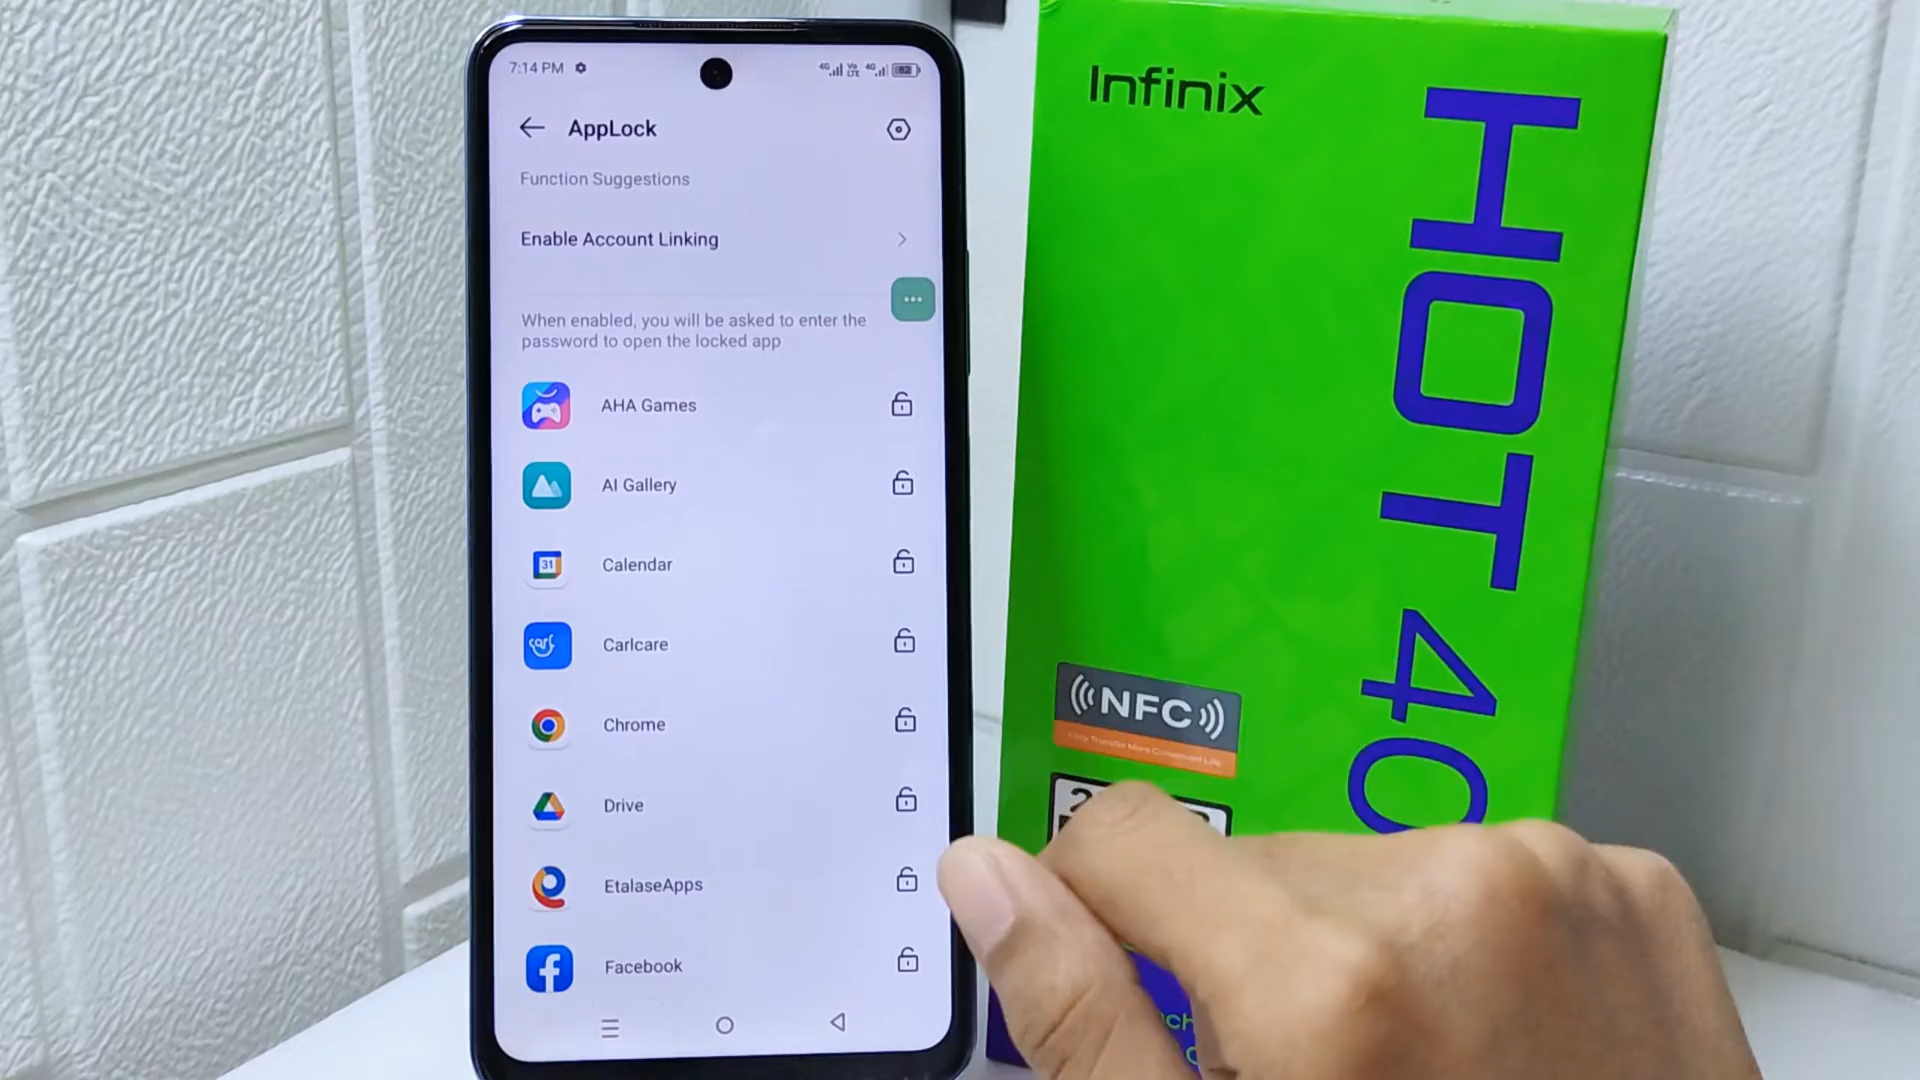 7:14 PM
AppLock
Function Suggestions
Enable Account Linking
When enabled, you will be asked to enter the
password to open the locked app
AHA Games
AI Gallery
31
Calendar
Carlcare
Chrome
Drive
EtalaseApps
Facebook
Infinix
HOT 40
NFC